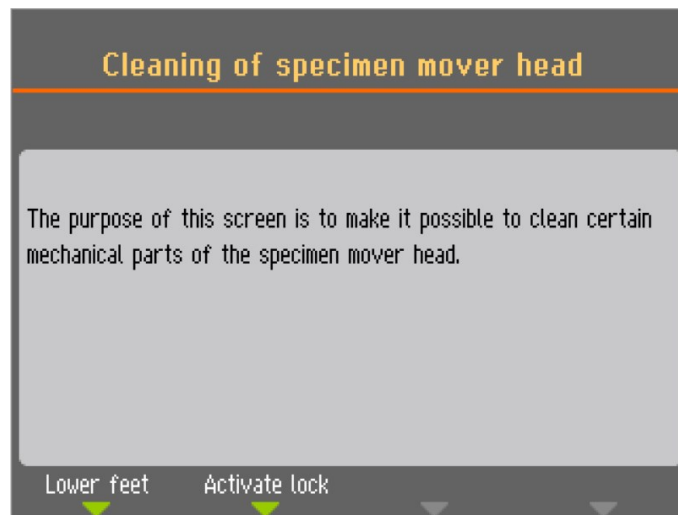 Cleaning of specimen mover head
The purpose of this screen is to make it possible to clean certain
mechanical parts of the specimen mover head.
Lower feet Activate lock